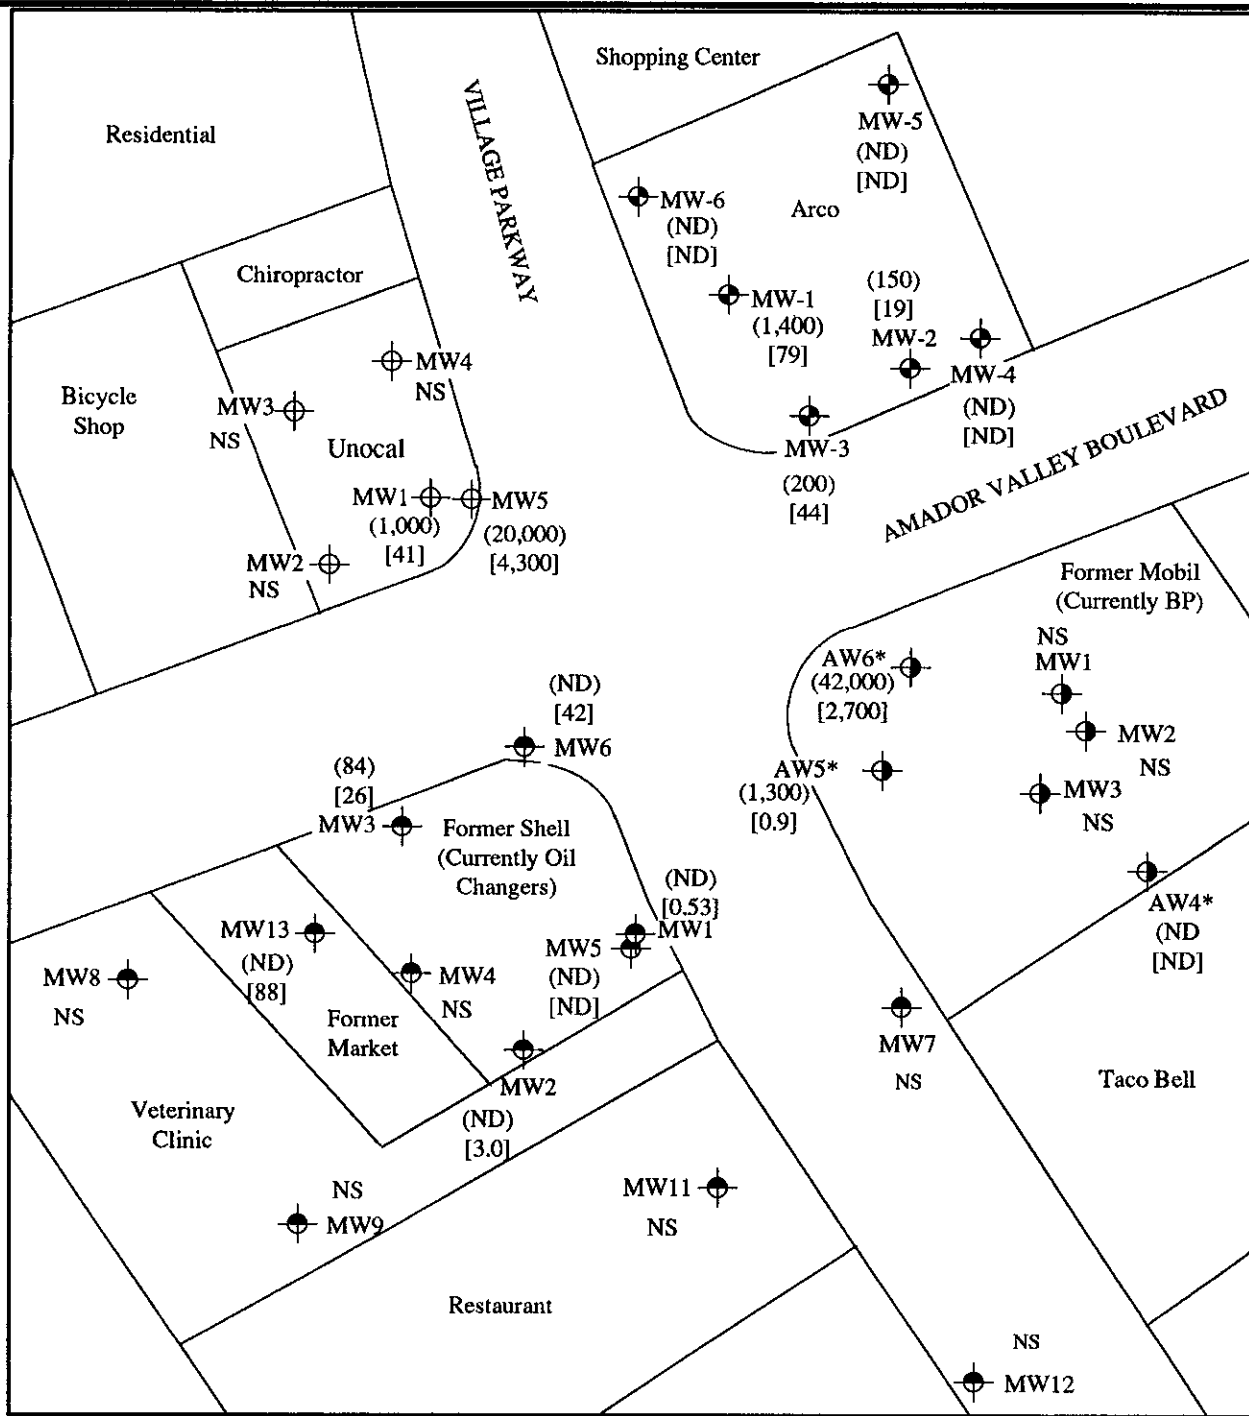 Shopping Center
VILLAGE PARKWAY
Residential
MW-5
(ND)
[ND]
MW-6
(ND)
[ND]
Arco
Chiropractor
MW-1
(1,400)
[79]
(150)
[19]
MW-2
MW-4
(ND)
[ND]
MW4
NS
Bicycle
Shop
MW3
NS
Unocal
MW-3
(200)
[44]
AMADOR VALLEY BOULEVARD
MW1
(1,000)
[41]
MW5
(20,000)
[4,300]
MW2
NS
Former Mobil
(Currently BP)
NS
MW1
AW6*
(42,000)
[2,700]
MW2
NS
(ND)
[42]
MW6
AW5*
(1,300)
[0.9]
MW3
NS
(84)
[26]
MW3
Former Shell
(Currently Oil
Changers)
(ND)
[0.53]
MW1
AW4*
(ND
[ND]
MW13
(ND)
[88]
MW5
(ND)
[ND]
MW8
NS
MW4
NS
Former
Market
MW7
NS
MW2
(ND)
[3.0]
Taco Bell
Veterinary
Clinic
NS
MW9
MW11
NS
Restaurant
NS
MW12